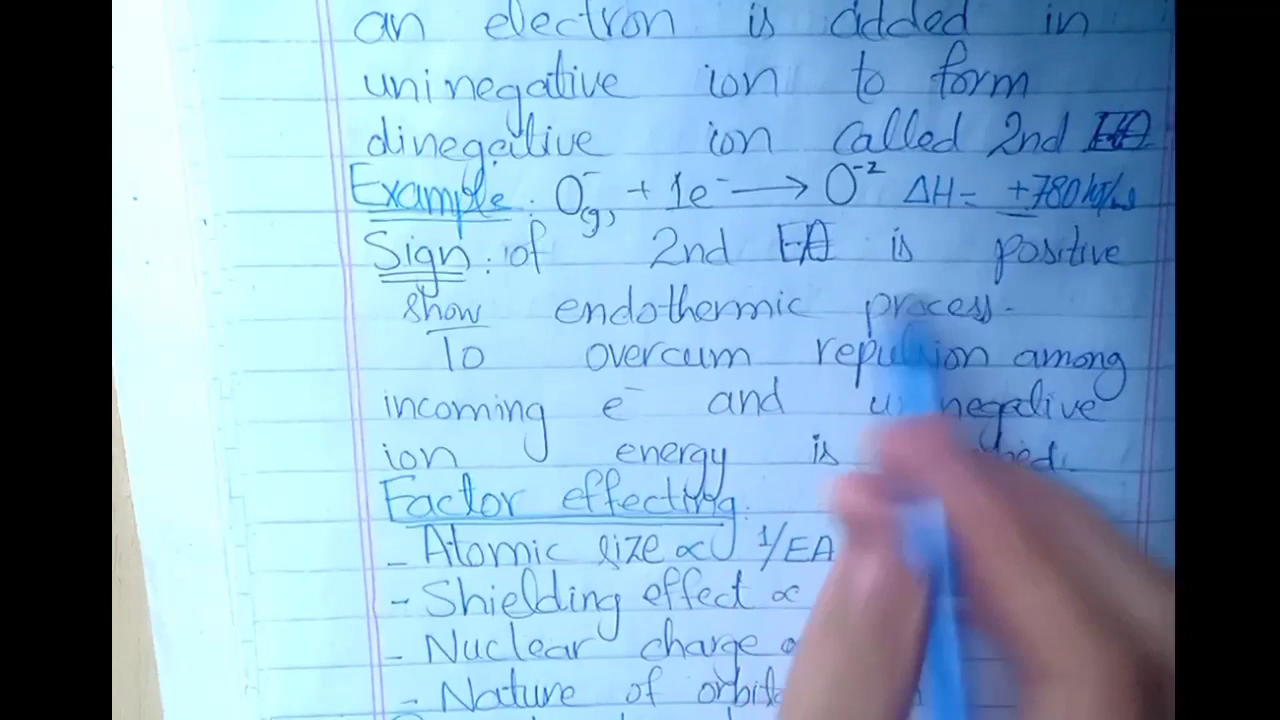 an electron is added in
uninegative ion to form
dinegative ion called 2nd EA
Example: O⁻(g) + 1e⁻ → O⁻² ΔH= +780
Sign: of 2nd EA is positive
show endothermic process.
To overcum repulsion among
incoming e⁻ and uninegative
ion energy is
Factor effecting
- Atomic size ∝ 1/EA
- Shielding effect ∝
- Nuclear charge
- Nature of